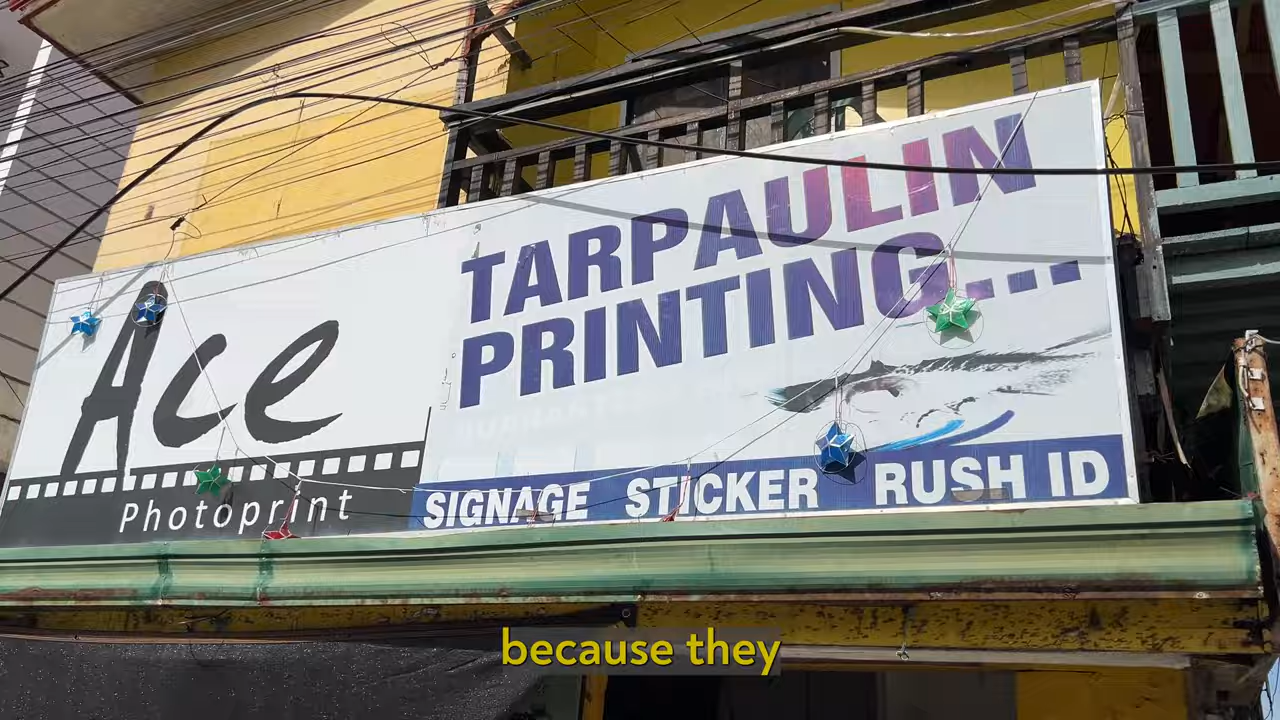 Ace
Photoprint
TARPAULIN
PRINTING...
SIGNAGE STICKER RUSH ID
because they